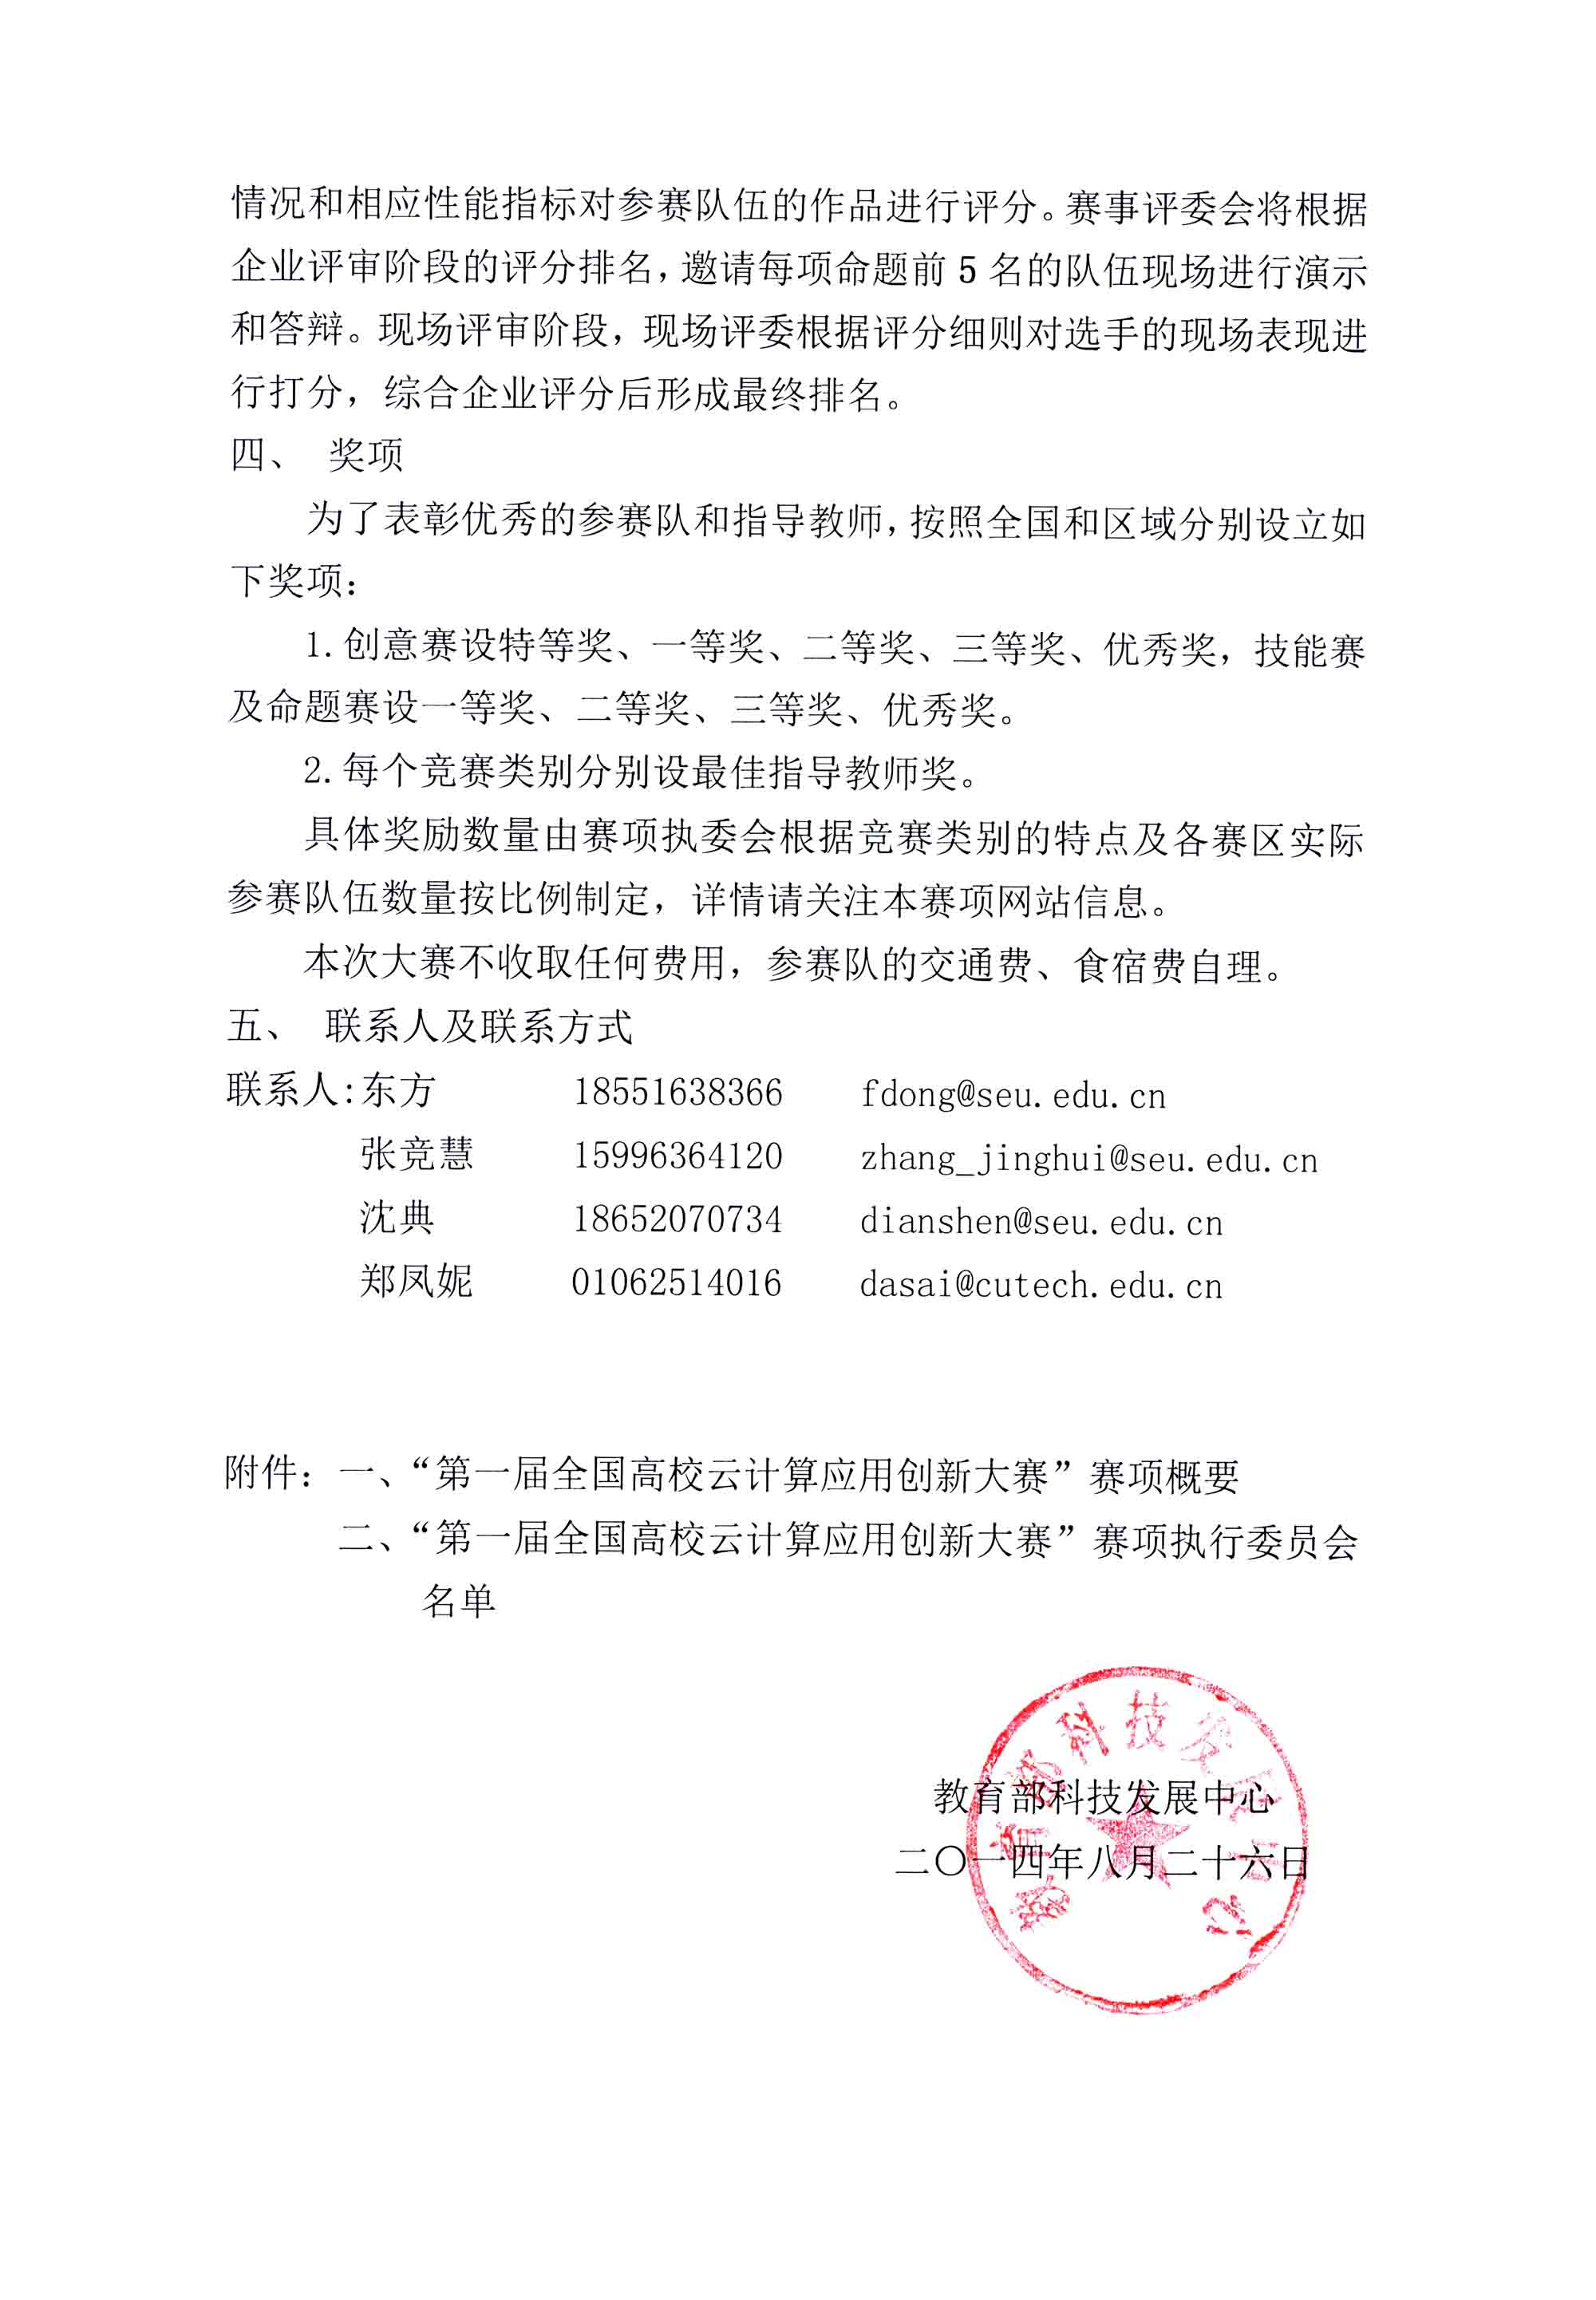 情况和相应性能指标对参赛队伍的作品进行评分。赛事评委会将根据
企业评审阶段的评分排名，邀请每项命题前 5 名的队伍现场进行演示
和答辩。现场评审阶段，现场评委根据评分细则对选手的现场表现进
行打分，综合企业评分后形成最终排名。
四、 奖项
为了表彰优秀的参赛队和指导教师，按照全国和区域分别设立如
下奖项：
1.创意赛设特等奖、一等奖、二等奖、三等奖、优秀奖，技能赛
及命题赛设一等奖、二等奖、三等奖、优秀奖。
2.每个竞赛类别分别设最佳指导教师奖。
具体奖励数量由赛项执委会根据竞赛类别的特点及各赛区实际
参赛队伍数量按比例制定，详情请关注本赛项网站信息。
本次大赛不收取任何费用，参赛队的交通费、食宿费自理。
五、 联系人及联系方式
联系人：东方 18551638366 fdong@seu.edu.cn
张竞慧 15996364120 zhang_jinghui@seu.edu.cn
沈典 18652070734 dianshen@seu.edu.cn
郑凤妮 01062514016 dasai@cutech.edu.cn
附件：一、“第一届全国高校云计算应用创新大赛”赛项概要
二、“第一届全国高校云计算应用创新大赛”赛项执行委员会
名单
教育部科技发展中心
二〇一四年八月二十六日
教育部科技发展中心